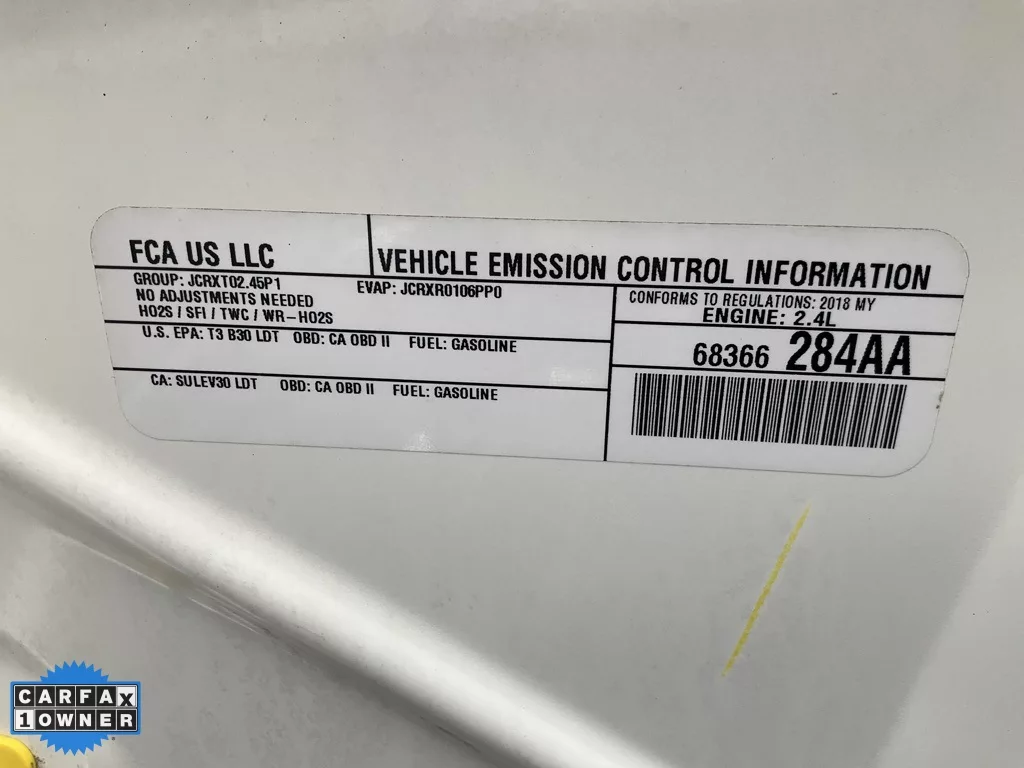 FCA US LLC
VEHICLE EMISSION CONTROL INFORMATION
GROUP: JCRXT02.45P1 EVAP: JCRXR0106PP0
NO ADJUSTMENTS NEEDED
HO2S / SFI / TWC / WR-HO2S
CONFORMS TO REGULATIONS: 2018 MY
ENGINE: 2.4L
U.S. EPA: T3 B30 LDT OBD: CA OBD II FUEL: GASOLINE
68366 284AA
CA: SULEV30 LDT OBD: CA OBD II FUEL: GASOLINE
CARFAX
1 OWNER